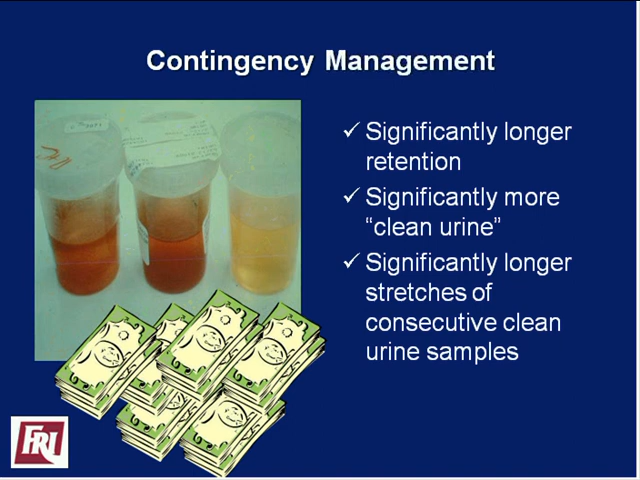 Contingency Management
Significantly longer
retention
Significantly more
“clean urine”
Significantly longer
stretches of
consecutive clean
urine samples
FRI